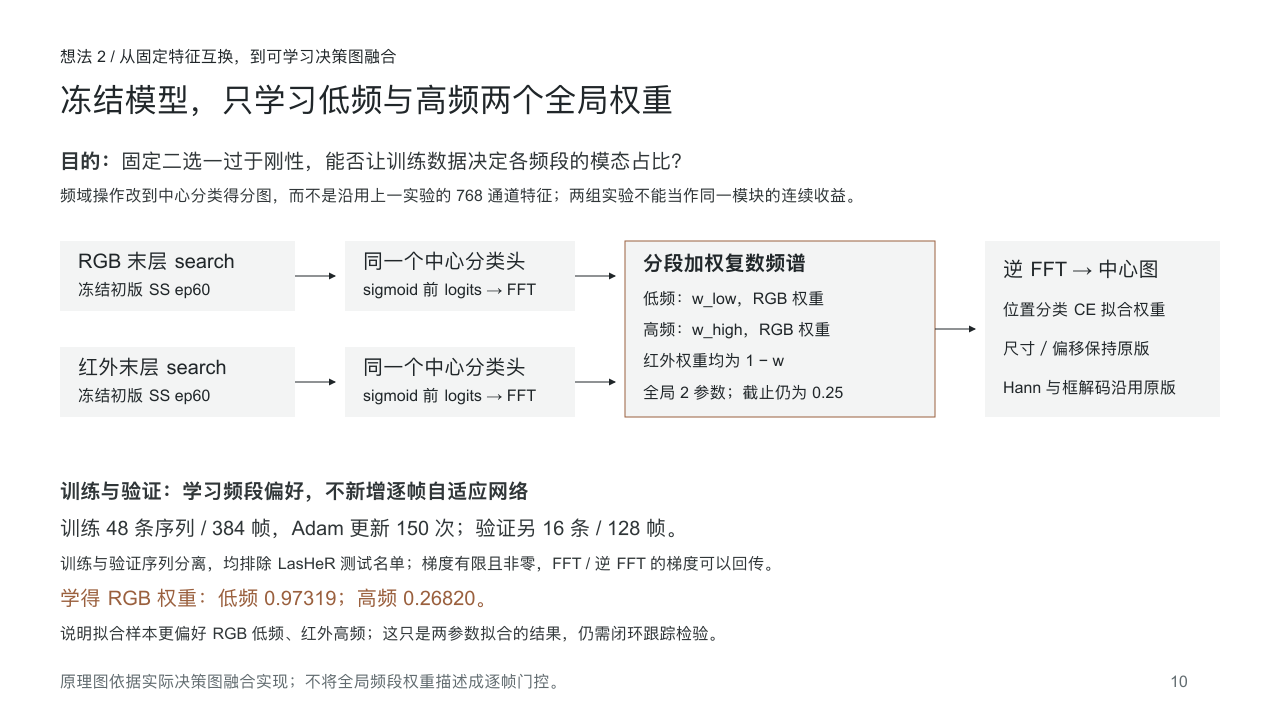 想法 2 / 从固定特征互换，到可学习决策图融合
冻结模型，只学习低频与高频两个全局权重
目的：固定二选一过于刚性，能否让训练数据决定各频段的模态占比?
频域操作改到中心分类得分图，而不是沿用上一实验的 768 通道特征；两组实验不能当作同一模块的连续收益。
RGB 末层 search
冻结初版 SS ep60
同一个中心分类头
sigmoid 前 logits → FFT
红外末层 search
冻结初版 SS ep60
同一个中心分类头
sigmoid 前 logits → FFT
分段加权复数频谱
低频：w_low，RGB 权重
高频：w_high，RGB 权重
红外权重均为 1 − w
全局 2 参数；截止仍为 0.25
逆 FFT → 中心图
位置分类 CE 拟合权重
尺寸 / 偏移保持原版
Hann 与框解码沿用原版
训练与验证：学习频段偏好，不新增逐帧自适应网络
训练 48 条序列 / 384 帧，Adam 更新 150 次；验证另 16 条 / 128 帧。
训练与验证序列分离，均排除 LasHeR 测试名单；梯度有限且非零，FFT / 逆 FFT 的梯度可以回传。
学得 RGB 权重：低频 0.97319；高频 0.26820。
说明拟合样本更偏好 RGB 低频、红外高频；这只是两参数拟合的结果，仍需闭环跟踪检验。
原理图依据实际决策图融合实现；不将全局频段权重描述成逐帧门控。
10